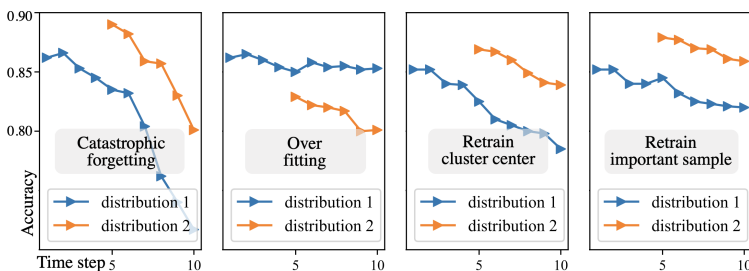 0.90
0.85
0.80
Accuracy
Time step
Catastrophic
forgetting
distribution 1
distribution 2
5
10
Over
fitting
distribution 1
distribution 2
5
10
Retrain
cluster center
distribution 1
distribution 2
5
10
Retrain
important sample
distribution 1
distribution 2
5
10